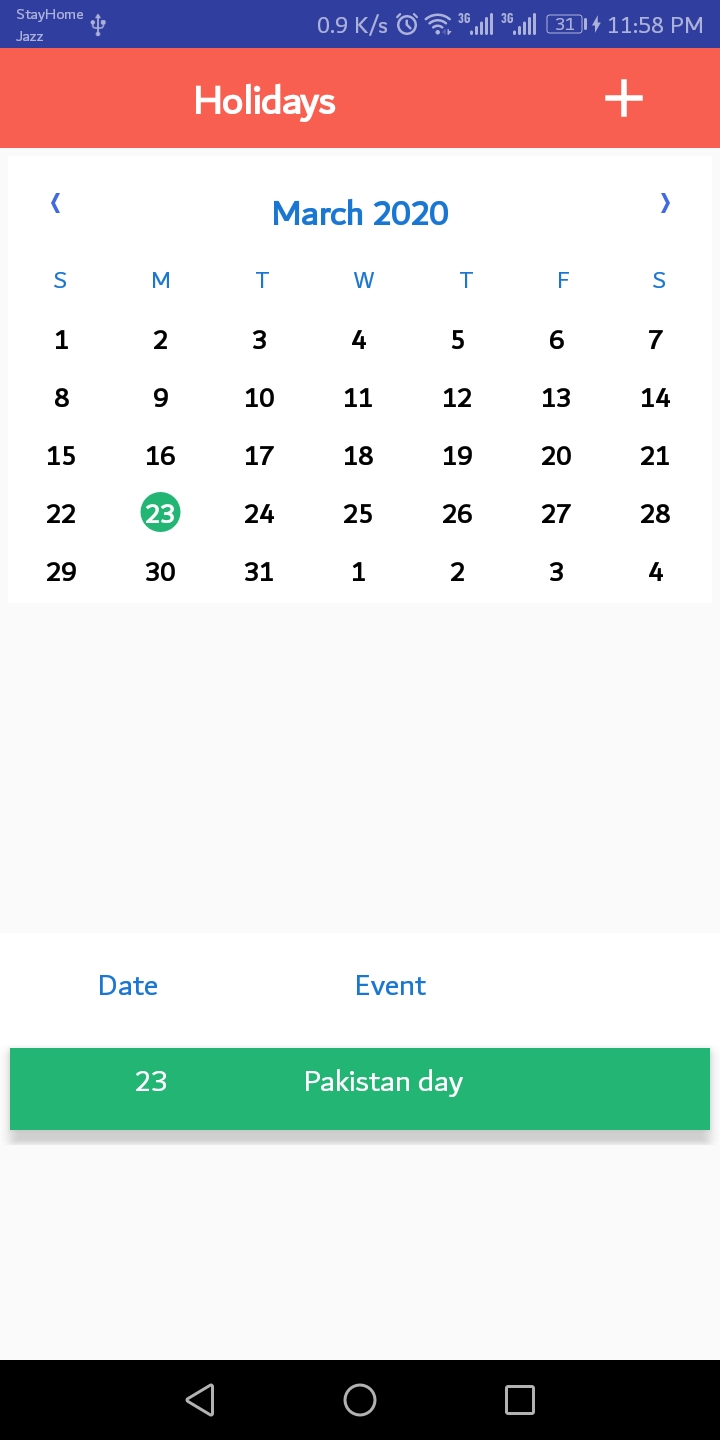 StayHome
Jazz
0.9 K/s 3G 3G 31 11:58 PM
Holidays
March 2020
S M T W T F S
1 2 3 4 5 6 7
8 9 10 11 12 13 14
15 16 17 18 19 20 21
22 23 24 25 26 27 28
29 30 31 1 2 3 4
Date Event
23 Pakistan day